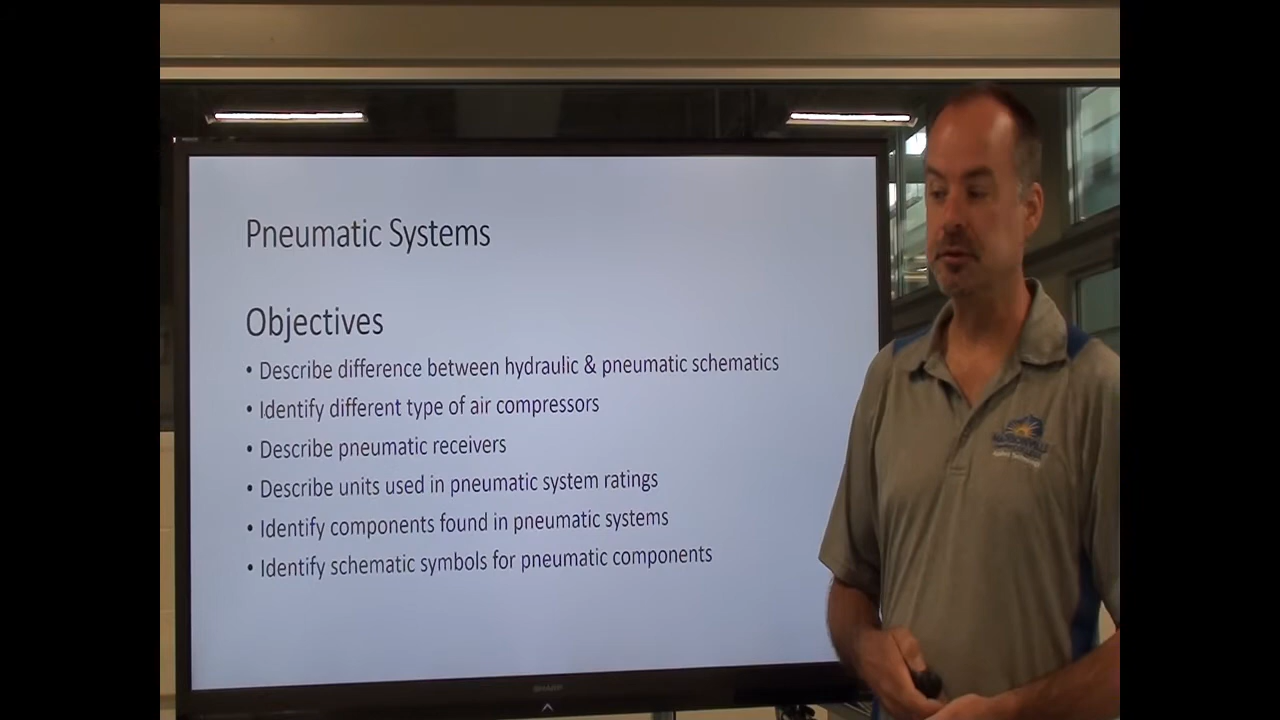 Pneumatic Systems
Objectives
• Describe difference between hydraulic & pneumatic schematics
• Identify different type of air compressors
• Describe pneumatic receivers
• Describe units used in pneumatic system ratings
• Identify components found in pneumatic systems
• Identify schematic symbols for pneumatic components
SHARP